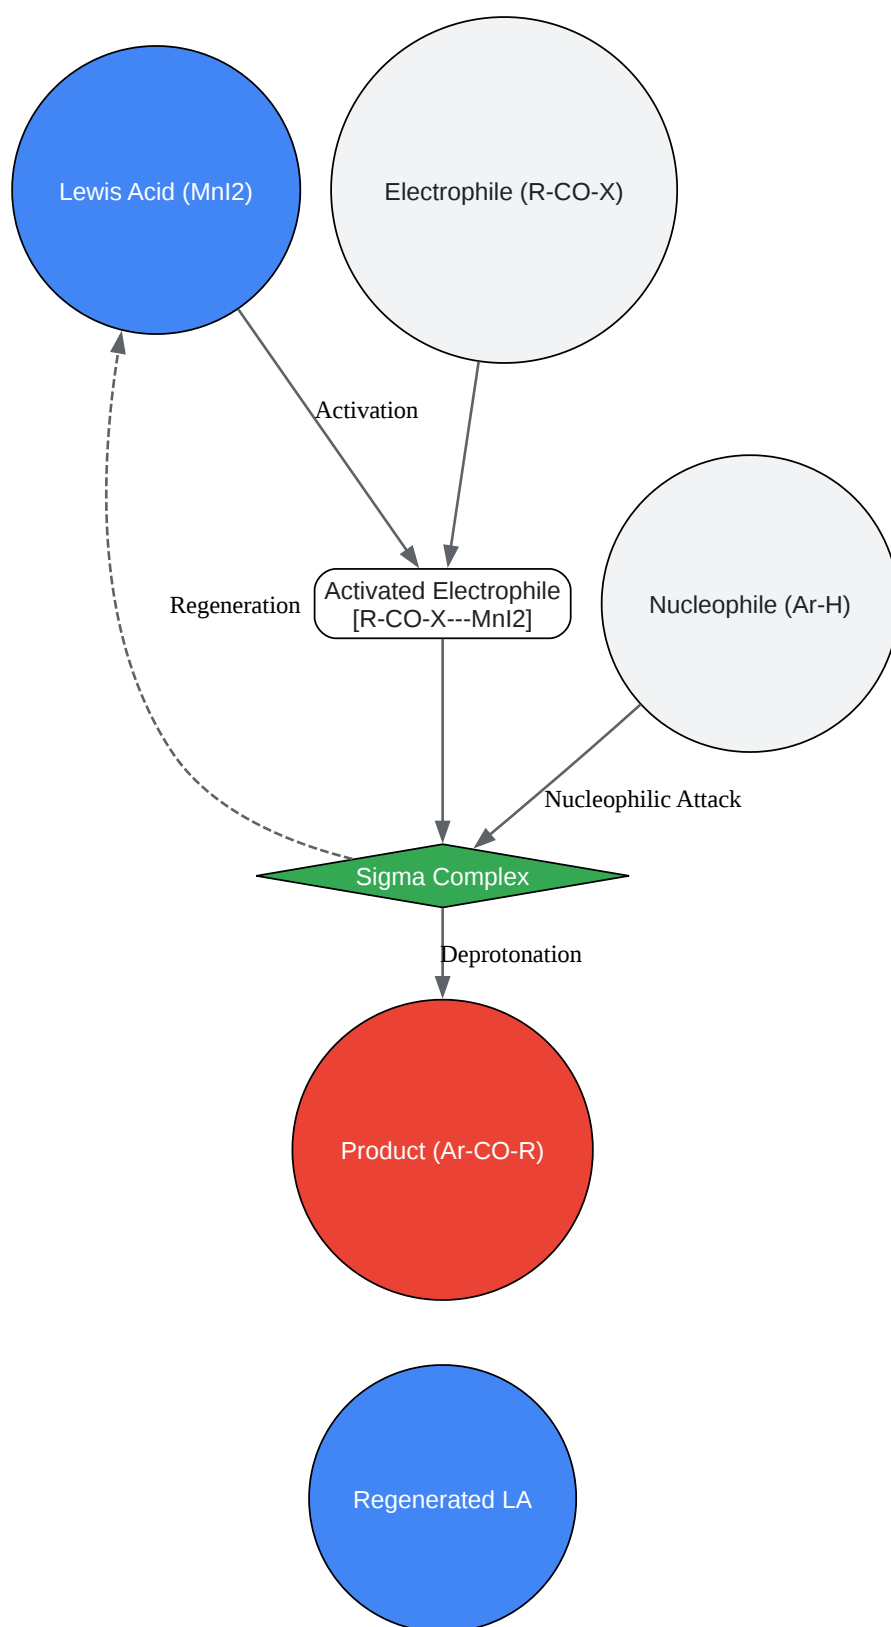 Lewis Acid (MnI2)
Electrophile (R-CO-X)
Activation
Regeneration
Activated Electrophile
[R-CO-X---MnI2]
Nucleophile (Ar-H)
Nucleophilic Attack
Sigma Complex
Deprotonation
Product (Ar-CO-R)
Regenerated LA